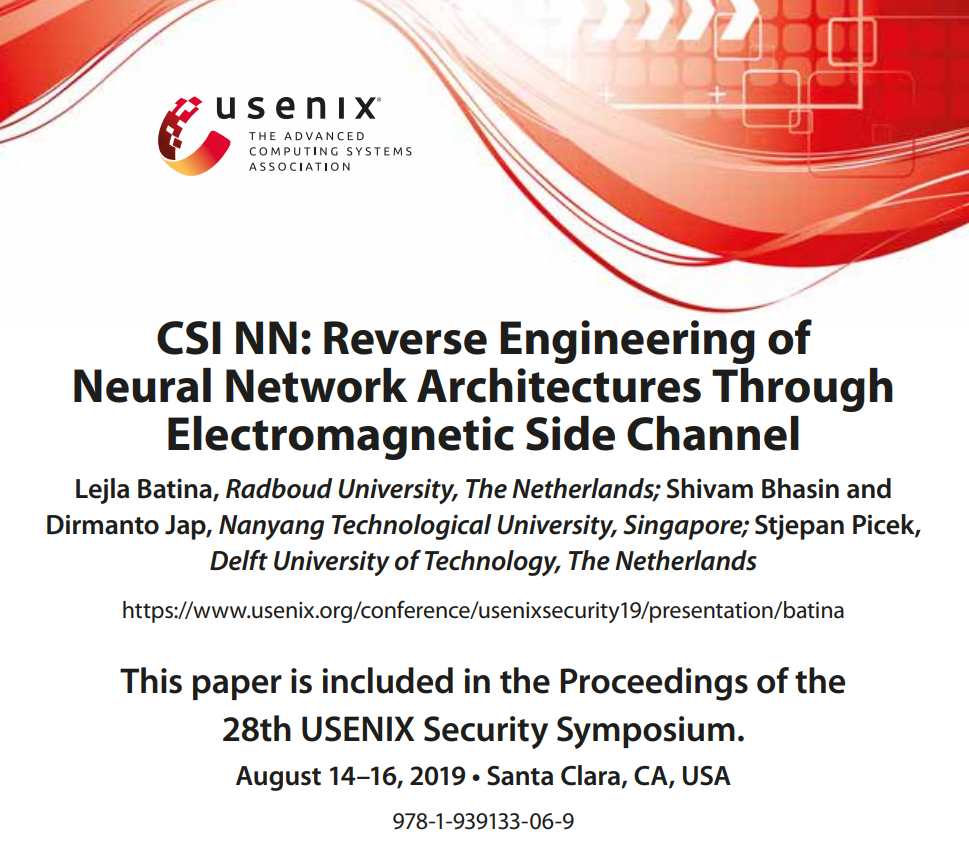 usenix®
THE ADVANCED
COMPUTING SYSTEMS
ASSOCIATION
CSI NN: Reverse Engineering of
Neural Network Architectures Through
Electromagnetic Side Channel
Lejla Batina, Radboud University, The Netherlands; Shivam Bhasin and
Dirmanto Jap, Nanyang Technological University, Singapore; Stjepan Picek,
Delft University of Technology, The Netherlands
https://www.usenix.org/conference/usenixsecurity19/presentation/batina
This paper is included in the Proceedings of the
28th USENIX Security Symposium.
August 14–16, 2019 • Santa Clara, CA, USA
978-1-939133-06-9